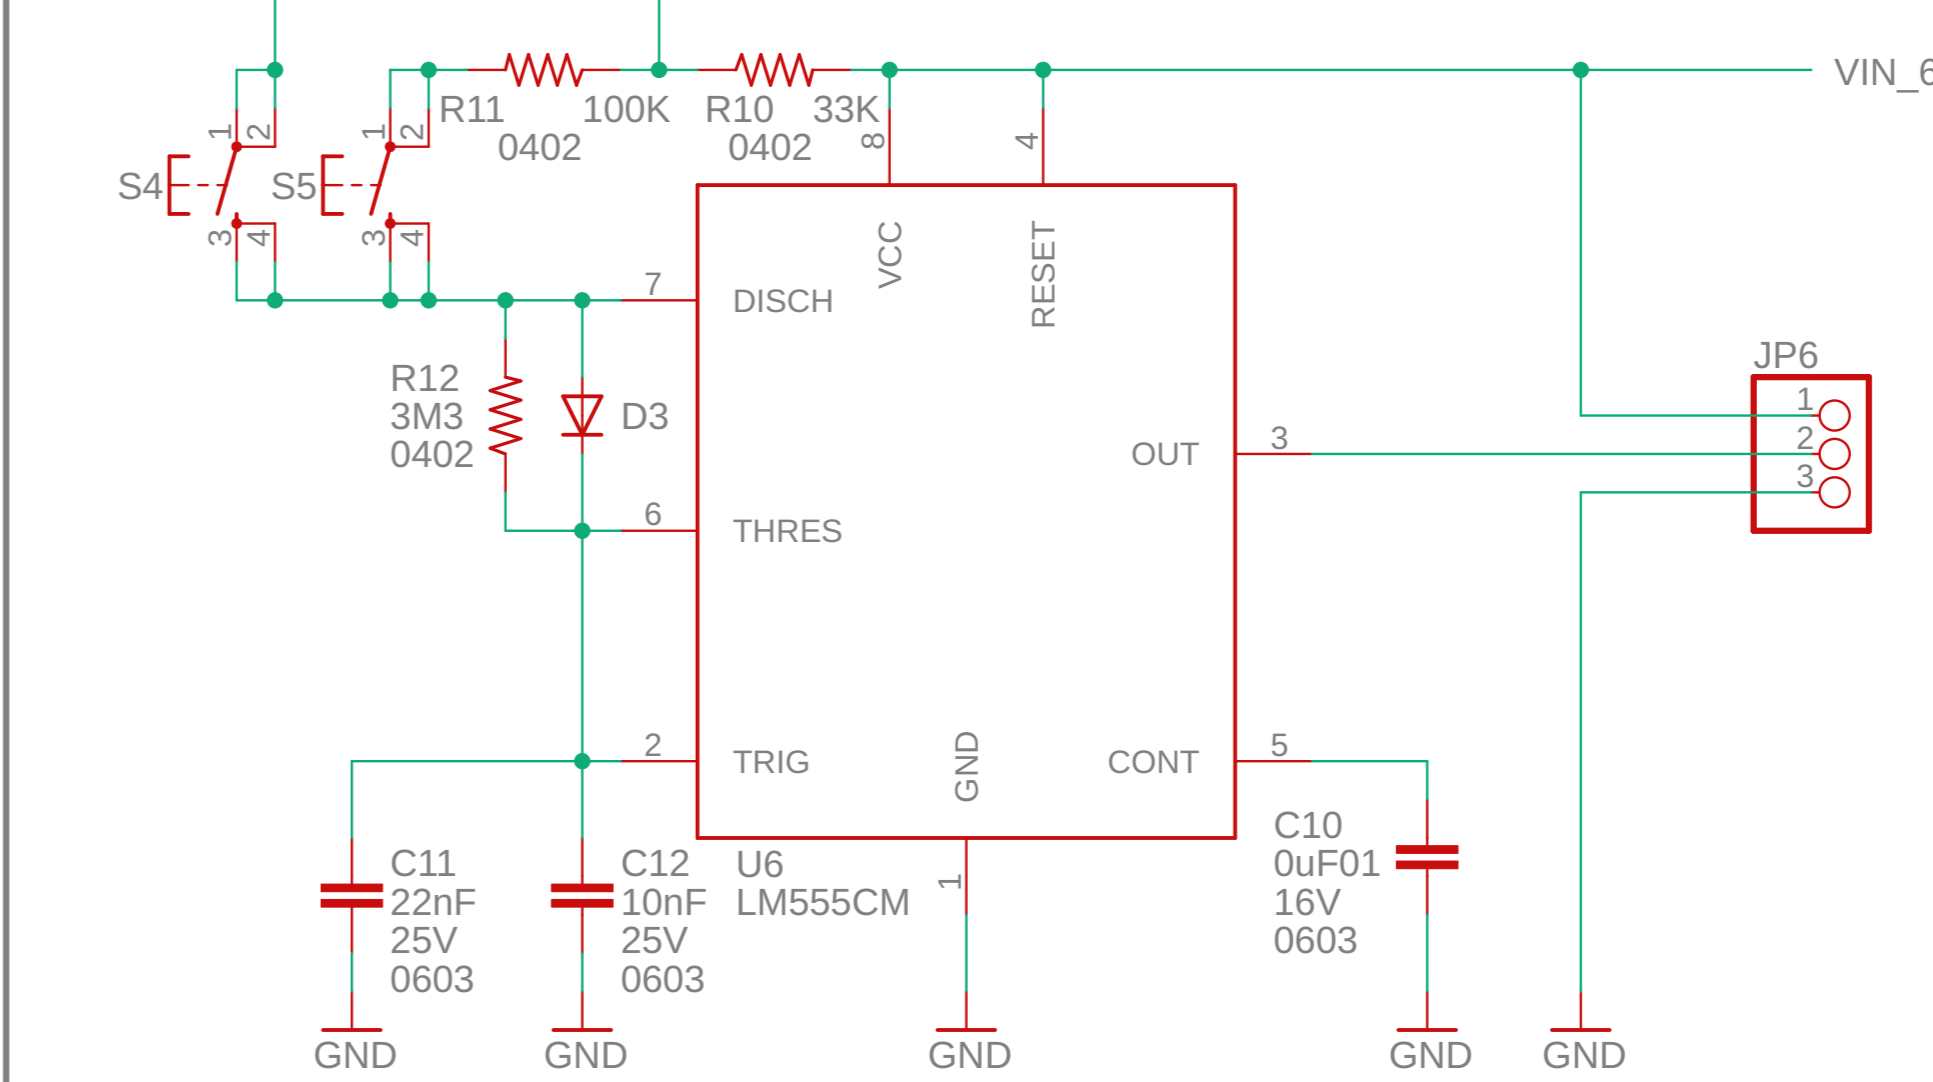 VIN_6
R11
100K
0402
R10
33K
0402
1
2
1
2
8
4
S4
S5
3
4
3
4
VCC
RESET
7
DISCH
R12
3M3
0402
D3
JP6
1
2
3
OUT
3
6
THRES
2
TRIG
GND
CONT
5
C11
22nF
25V
0603
C12
10nF
25V
0603
U6
LM555CM
1
C10
0uF01
16V
0603
GND
GND
GND
GND
GND